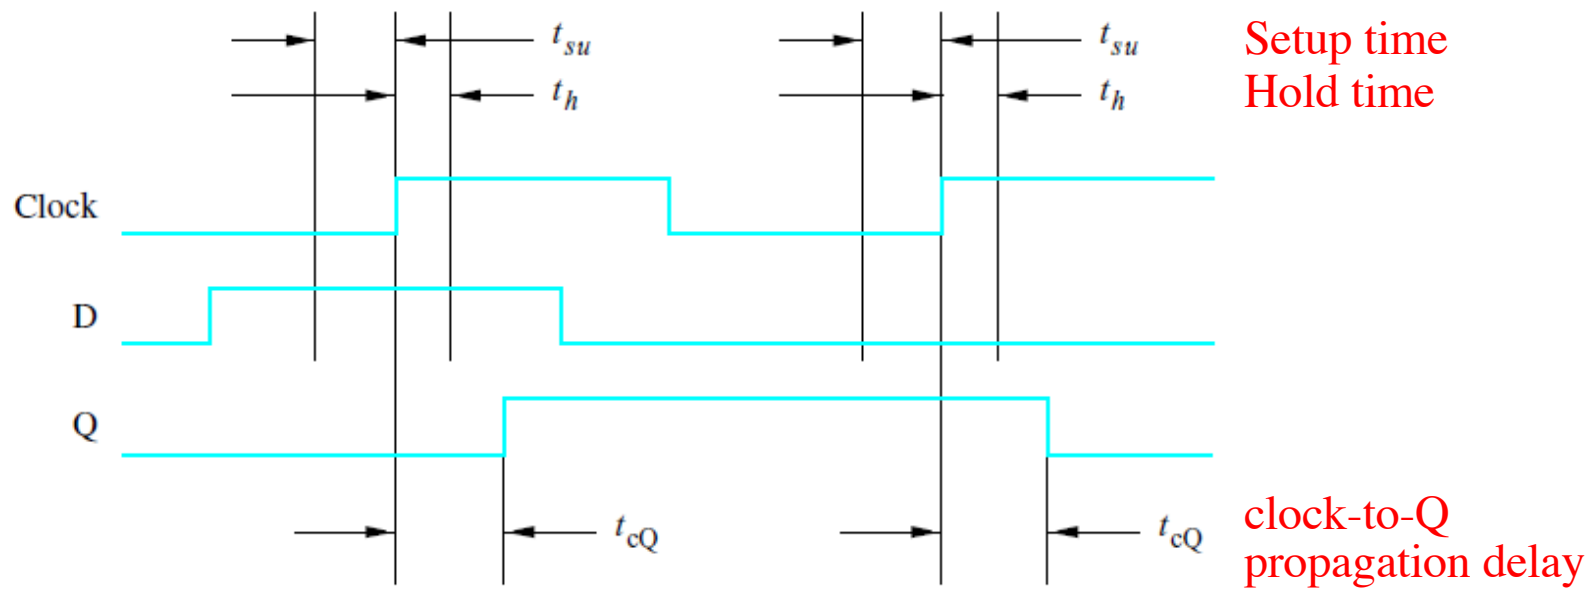 t_su t_su Setup time
t_h t_h Hold time
Clock
D
Q
t_cQ t_cQ clock-to-Q
propagation delay